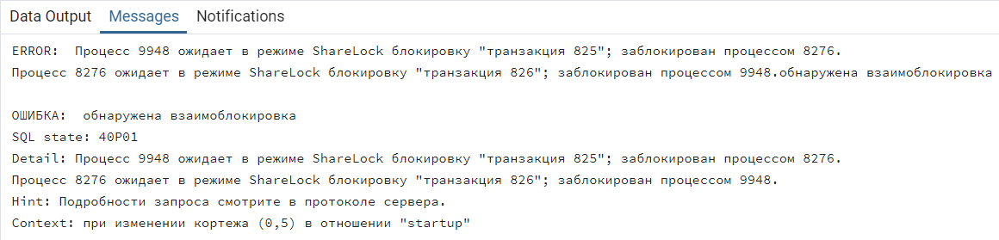 Data Output Messages Notifications
ERROR:  Процесс 9948 ожидает в режиме ShareLock блокировку "транзакция 825"; заблокирован процессом 8276.
Процесс 8276 ожидает в режиме ShareLock блокировку "транзакция 826"; заблокирован процессом 9948.обнаружена взаимоблокировка
ОШИБКА:  обнаружена взаимоблокировка
SQL state: 40P01
Detail: Процесс 9948 ожидает в режиме ShareLock блокировку "транзакция 825"; заблокирован процессом 8276.
Процесс 8276 ожидает в режиме ShareLock блокировку "транзакция 826"; заблокирован процессом 9948.
Hint: Подробности запроса смотрите в протоколе сервера.
Context: при изменении кортежа (0,5) в отношении "startup"